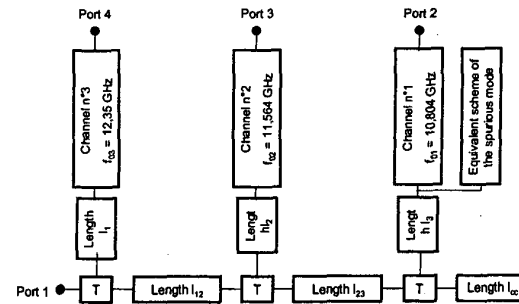 Port 4
Port 3
Port 2
Channel n°3
f03 = 12,35 GHz
Channel n°2
f02 = 11,564 GHz
Channel n°1
f01 = 10,804 GHz
Equivalent scheme of
the spurious mode
Length
l1
Lengt
hl2
Lengt
h l3
Port 1
T
Length l12
T
Length l23
T
Length lcc